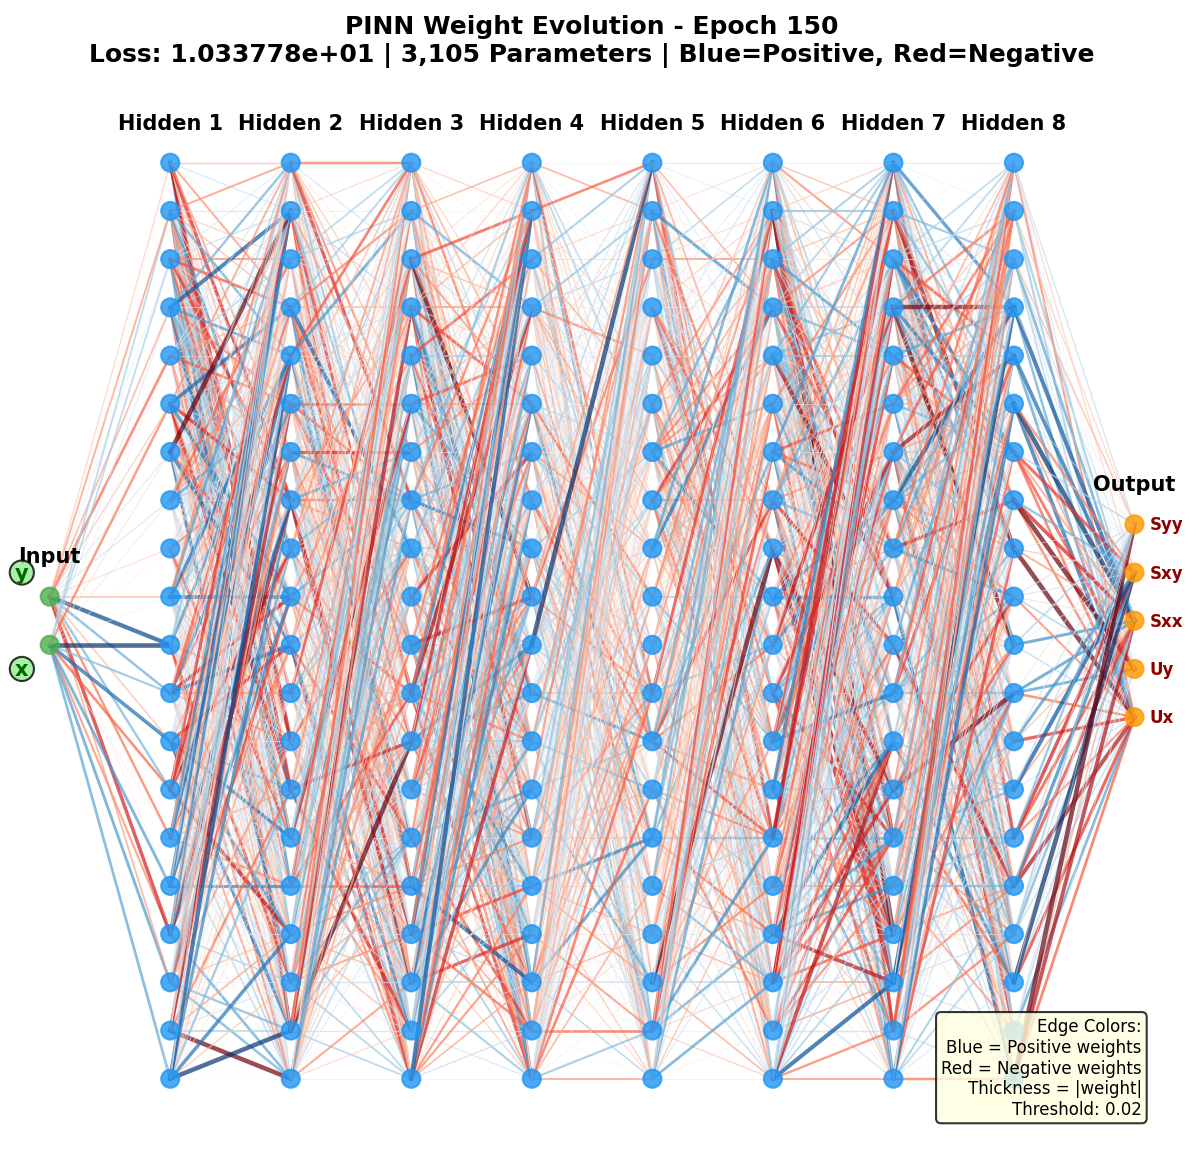 PINN Weight Evolution - Epoch 150
Loss: 1.033778e+01 | 3,105 Parameters | Blue=Positive, Red=Negative
Hidden 1 Hidden 2 Hidden 3 Hidden 4 Hidden 5 Hidden 6 Hidden 7 Hidden 8
Output
Syy
Input
y
Sxy
Sxx
x
Uy
Ux
Edge Colors:
Blue = Positive weights
Red = Negative weights
Thickness = |weight|
Threshold: 0.02